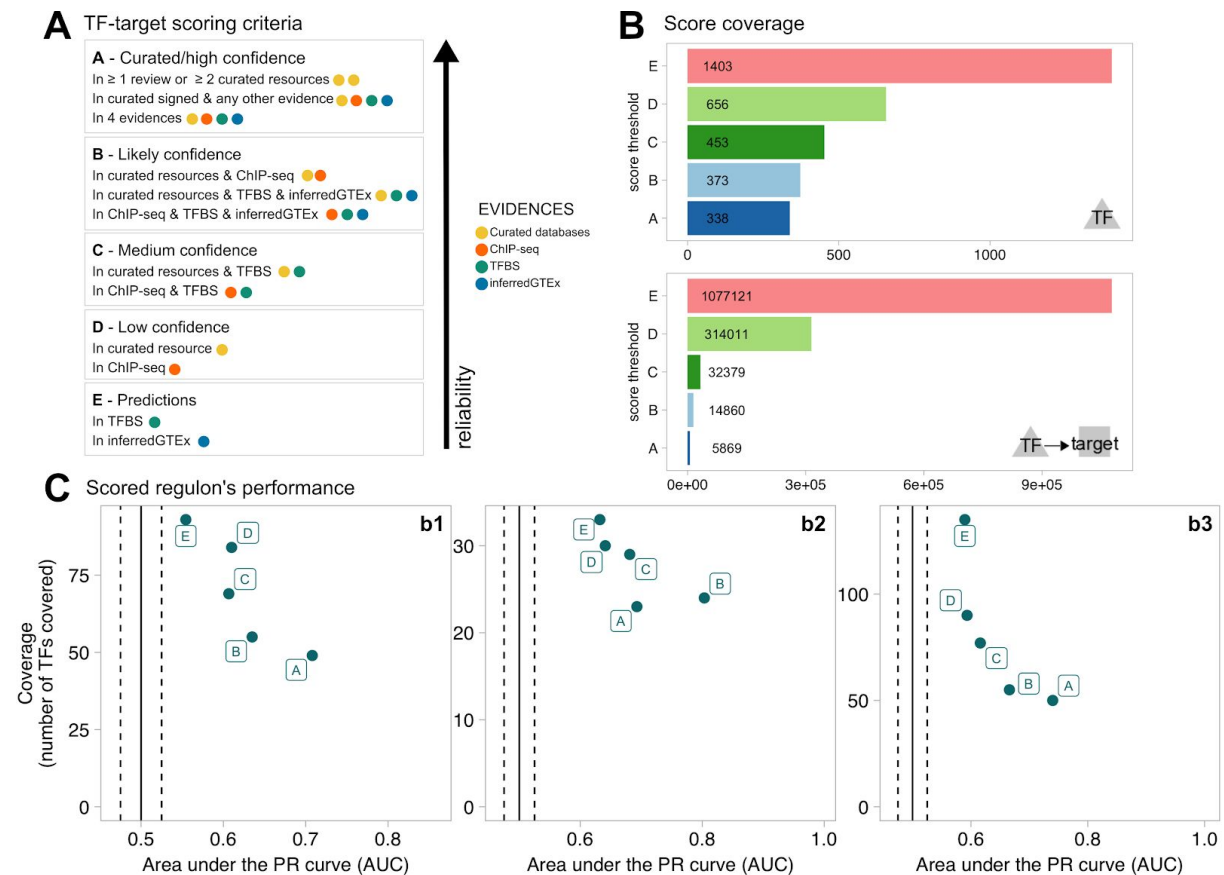 A TF-target scoring criteria
A - Curated/high confidence
In ≥ 1 review or ≥ 2 curated resources
In curated signed & any other evidence
In 4 evidences
B - Likely confidence
In curated resources & ChIP-seq
In curated resources & TFBS & inferredGTEx
In ChIP-seq & TFBS & inferredGTEx
C - Medium confidence
In curated resources & TFBS
In ChIP-seq & TFBS
D - Low confidence
In curated resource
In ChIP-seq
E - Predictions
In TFBS
In inferredGTEx
reliability
EVIDENCES
Curated databases
ChIP-seq
TFBS
inferredGTEx
B Score coverage
score threshold
E 1403
D 656
C 453
B 373
A 338
TF
0 500 1000
score threshold
E 1077121
D 314011
C 32379
B 14860
A 5869
TF target
0e+00 3e+05 6e+05 9e+05
C Scored regulon's performance
Coverage
(number of TFs covered)
b1
E
D
C
B
A
75
50
25
0
0.5 0.6 0.7 0.8
Area under the PR curve (AUC)
b2
E
D
C
B
A
30
20
10
0
0.6 0.8 1.0
Area under the PR curve (AUC)
b3
E
D
C
B
A
100
50
0
0.6 0.8 1.0
Area under the PR curve (AUC)